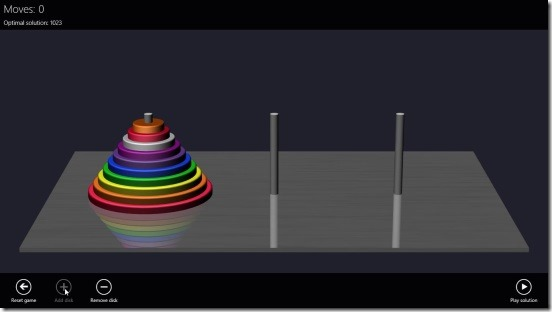 Moves: 0
Optimal solution: 1023
Reset game
Add disk
Remove disk
Play solution